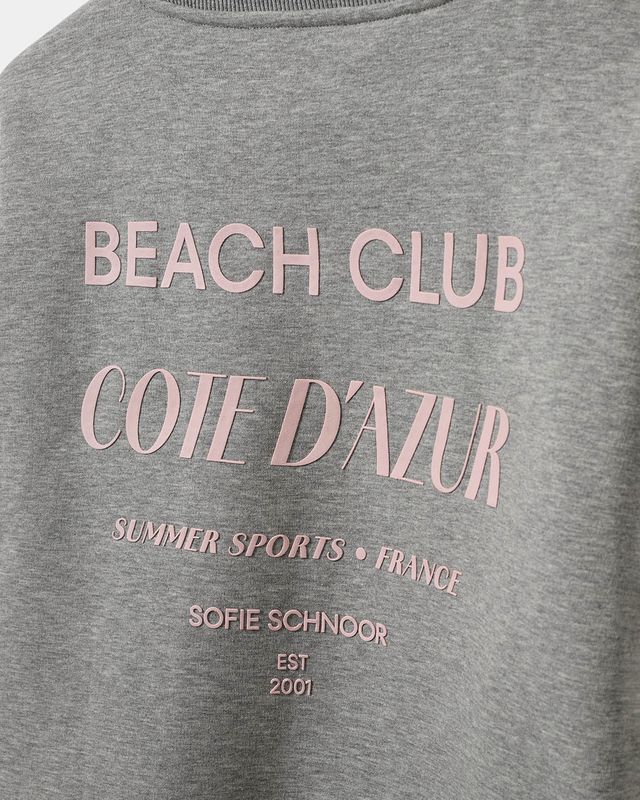 BEACH CLUB
COTE D'AZUR
SUMMER SPORTS • FRANCE
SOFIE SCHNOOR
EST
2001